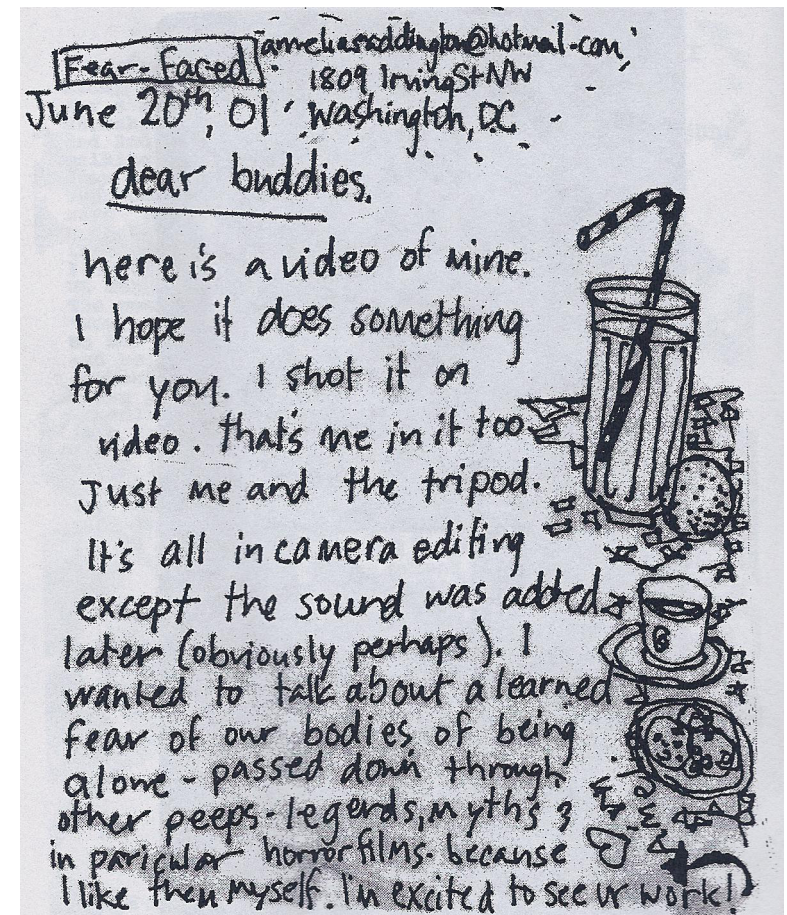 Fear-Faced
ameliasaddington@hotmail.com
1809 Irving St NW
June 20th, 01
Washington, DC
dear buddies,
here is a video of mine.
I hope it does something
for you. I shot it on
video. that's me in it too.
Just me and the tripod.
It's all in camera editing
except the sound was added
later (obviously perhaps). I
wanted to talk about a learned
fear of our bodies of being
alone - passed down through
other peeps - legends, myths &
in paricular horror films. because
I like them myself. I'm excited to see ur work!